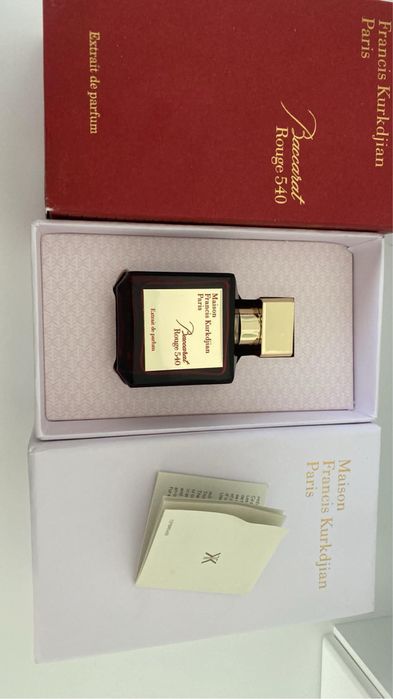 Francis Kurkdjian
Paris
Baccarat
Rouge 540
Extrait de parfum
Maison
Francis Kurkdjian
Paris
Baccarat
Rouge 540
Extrait de parfum
Maison
Francis Kurkdjian
Paris